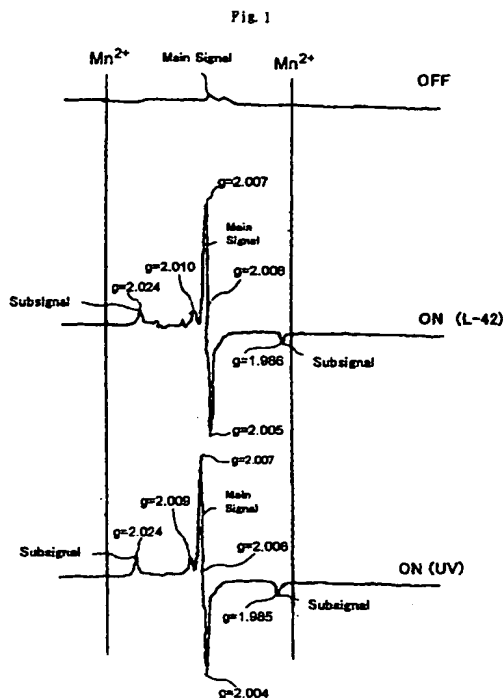 Fig. 1
Mn2+
Main Signal
Mn2+
OFF
g=2.007
Main
Signal
g=2.010
g=2.024
g=2.008
Subsignal
ON (L-42)
g=1.986
Subsignal
g=2.005
g=2.007
g=2.009
Main
Signal
g=2.024
g=2.006
Subsignal
ON (UV)
g=1.985
Subsignal
g=2.004